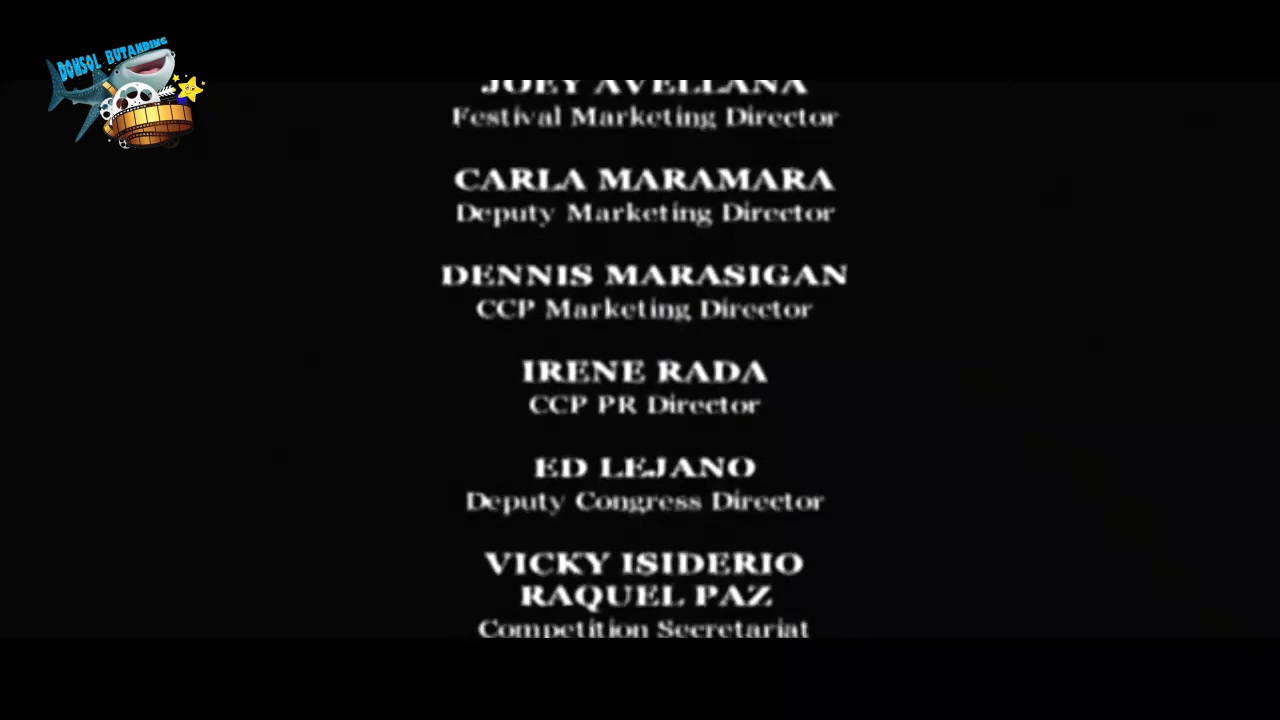 DONSOL BUTANDING
JOEY AVELLANA
Festival Marketing Director
CARLA MARAMARA
Deputy Marketing Director
DENNIS MARASIGAN
CCP Marketing Director
IRENE RADA
CCP PR Director
ED LEJANO
Deputy Congress Director
VICKY ISIDERIO
RAQUEL PAZ
Competition Secretariat